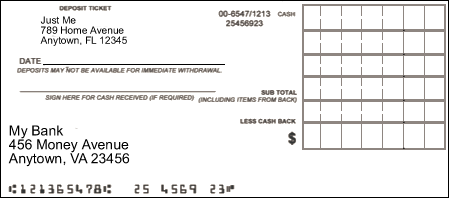 DEPOSIT TICKET
Just Me
789 Home Avenue
Anytown, FL 12345
00-6547/1213 CASH
25456923
DATE
DEPOSITS MAY NOT BE AVAILABLE FOR IMMEDIATE WITHDRAWAL.
SIGN HERE FOR CASH RECEIVED (IF REQUIRED)
SUB TOTAL
(INCLUDING ITEMS FROM BACK)
LESS CASH BACK
$
My Bank
456 Money Avenue
Anytown, VA 23456
⑆121365478⑆ 25 4569 23⑈